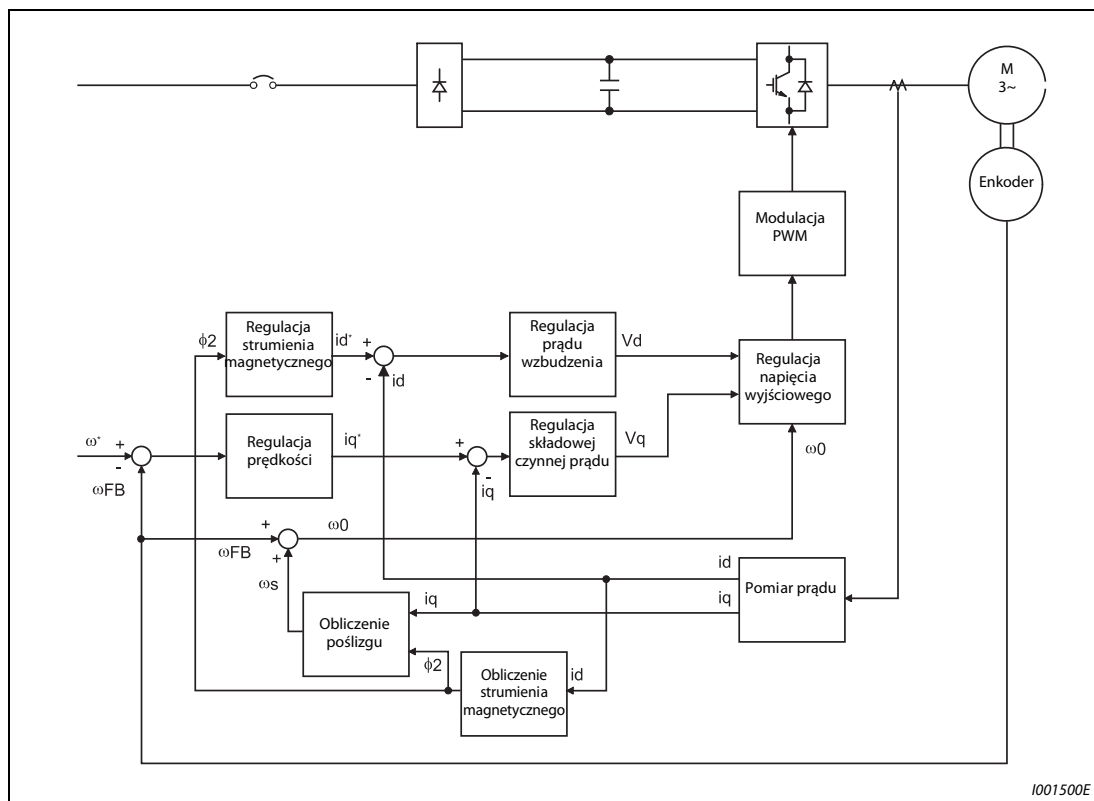 M
3~
Enkoder
Modulacja
PWM
ϕ2
Regulacja
strumienia
magnetycznego
id*
+
-
id
Regulacja
prądu
wzbudzenia
Vd
Regulacja
napięcia
wyjściowego
ω*
+
-
ωFB
Regulacja
prędkości
iq*
+
-
iq
Regulacja
składowej
czynnej prądu
Vq
ω0
+
ωFB
+
ω0
ωs
id
iq
Pomiar prądu
iq
Obliczenie
poślizgu
ϕ2
Obliczenie
strumienia
magnetycznego
id
I001500E